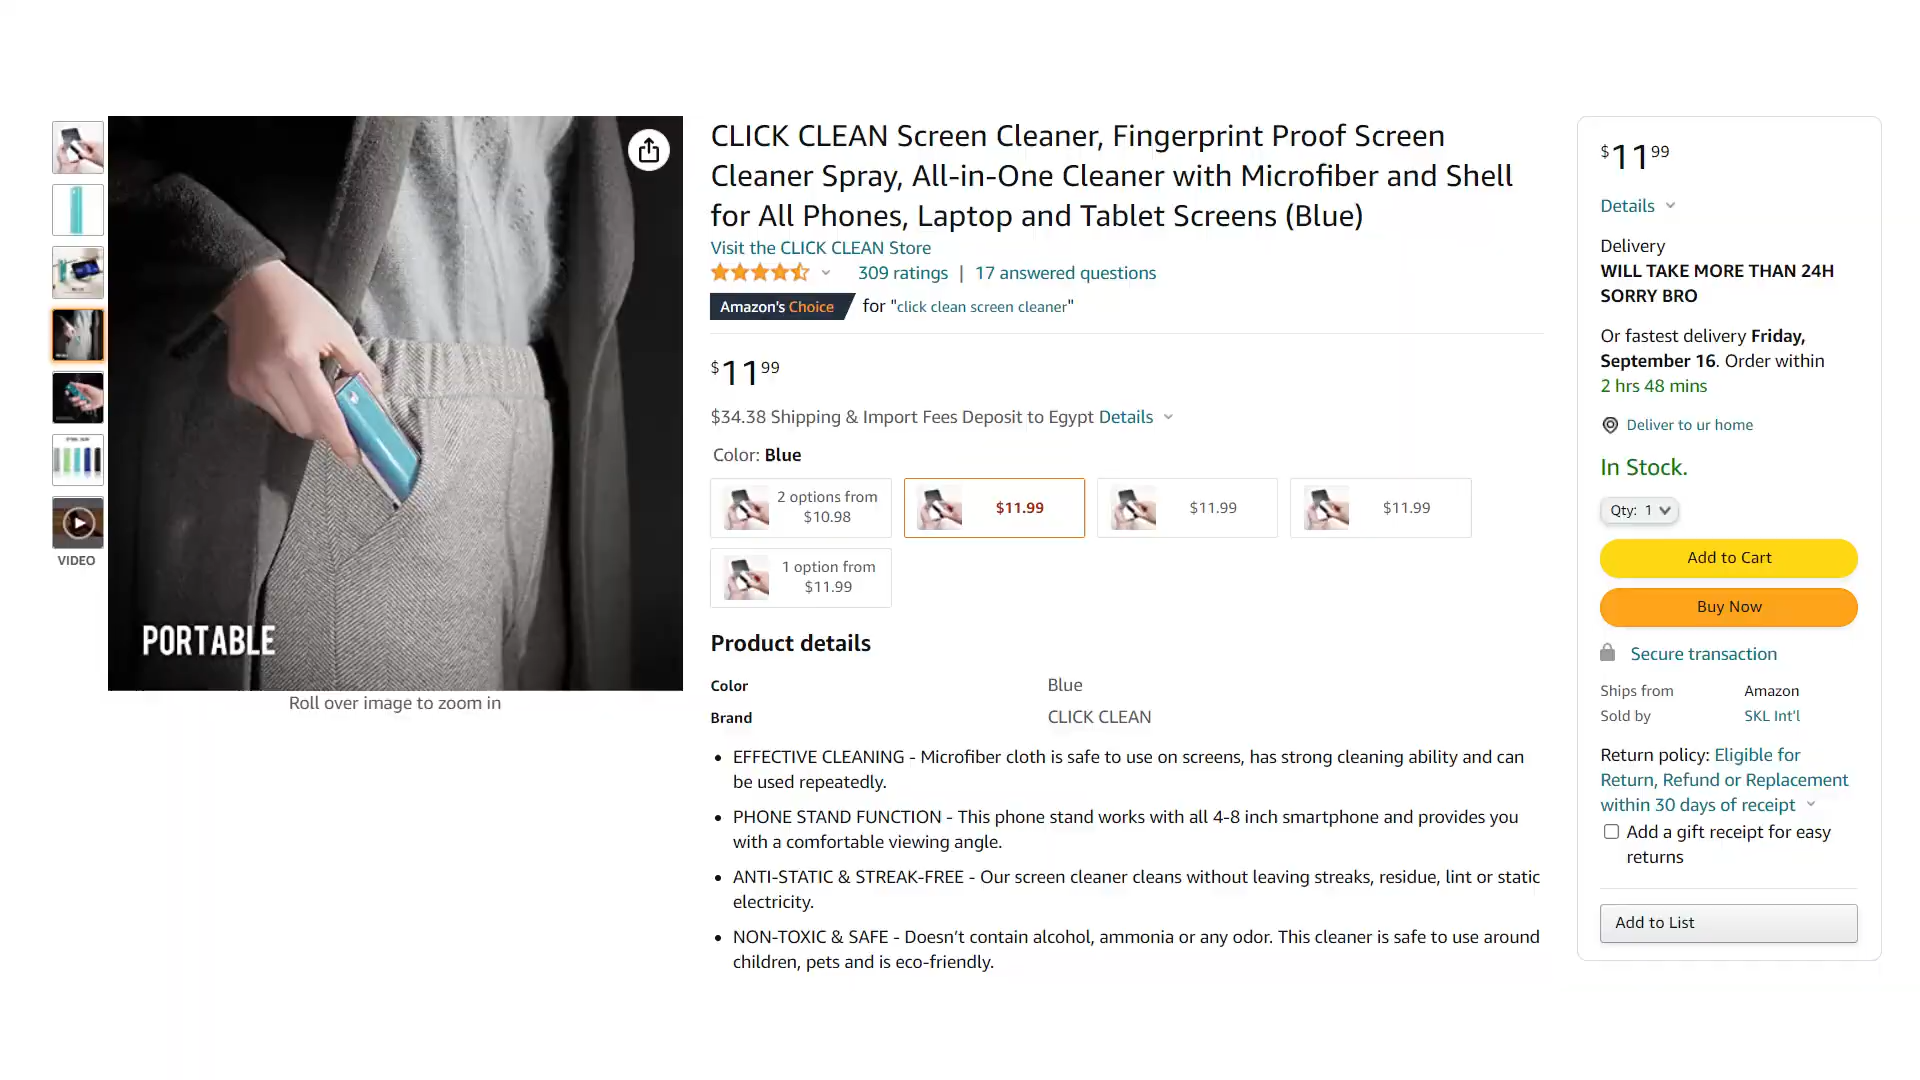 CLICK CLEAN Screen Cleaner, Fingerprint Proof Screen
Cleaner Spray, All-in-One Cleaner with Microfiber and Shell
for All Phones, Laptop and Tablet Screens (Blue)
Visit the CLICK CLEAN Store
309 ratings | 17 answered questions
Amazon's Choice for "click clean screen cleaner"
$11 99
$34.38 Shipping & Import Fees Deposit to Egypt Details
Color: Blue
2 options from
$10.98
$11.99
$11.99
$11.99
1 option from
$11.99
Product details
Color Blue
Brand CLICK CLEAN
• EFFECTIVE CLEANING - Microfiber cloth is safe to use on screens, has strong cleaning ability and can
be used repeatedly.
• PHONE STAND FUNCTION - This phone stand works with all 4-8 inch smartphone and provides you
with a comfortable viewing angle.
• ANTI-STATIC & STREAK-FREE - Our screen cleaner cleans without leaving streaks, residue, lint or static
electricity.
• NON-TOXIC & SAFE - Doesn’t contain alcohol, ammonia or any odor. This cleaner is safe to use around
children, pets and is eco-friendly.
PORTABLE
Roll over image to zoom in
VIDEO
$11 99
Details
Delivery
WILL TAKE MORE THAN 24H
SORRY BRO
Or fastest delivery Friday,
September 16. Order within
2 hrs 48 mins
Deliver to ur home
In Stock.
Qty: 1
Add to Cart
Buy Now
Secure transaction
Ships from Amazon
Sold by SKL Int'l
Return policy: Eligible for
Return, Refund or Replacement
within 30 days of receipt
Add a gift receipt for easy
returns
Add to List